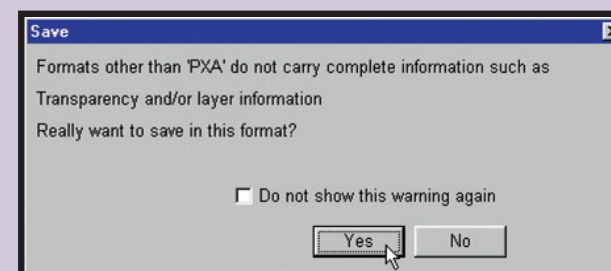 Save
Formats other than 'PXA' do not carry complete information such as
Transparency and/or layer information
Really want to save in this format?
Do not show this warning again
Yes No